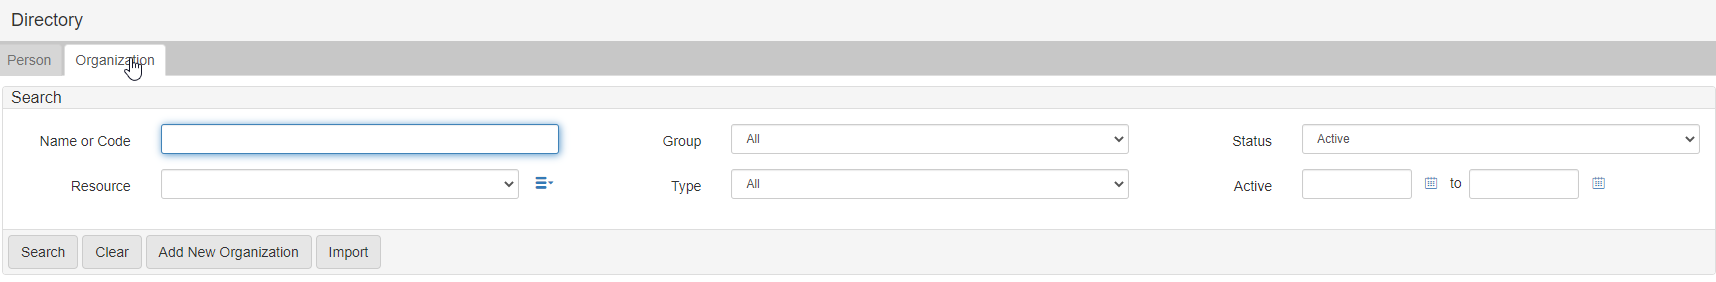 Directory
Person Organization
Search
Name or Code Group All Status Active
Resource Type All Active to
Search Clear Add New Organization Import